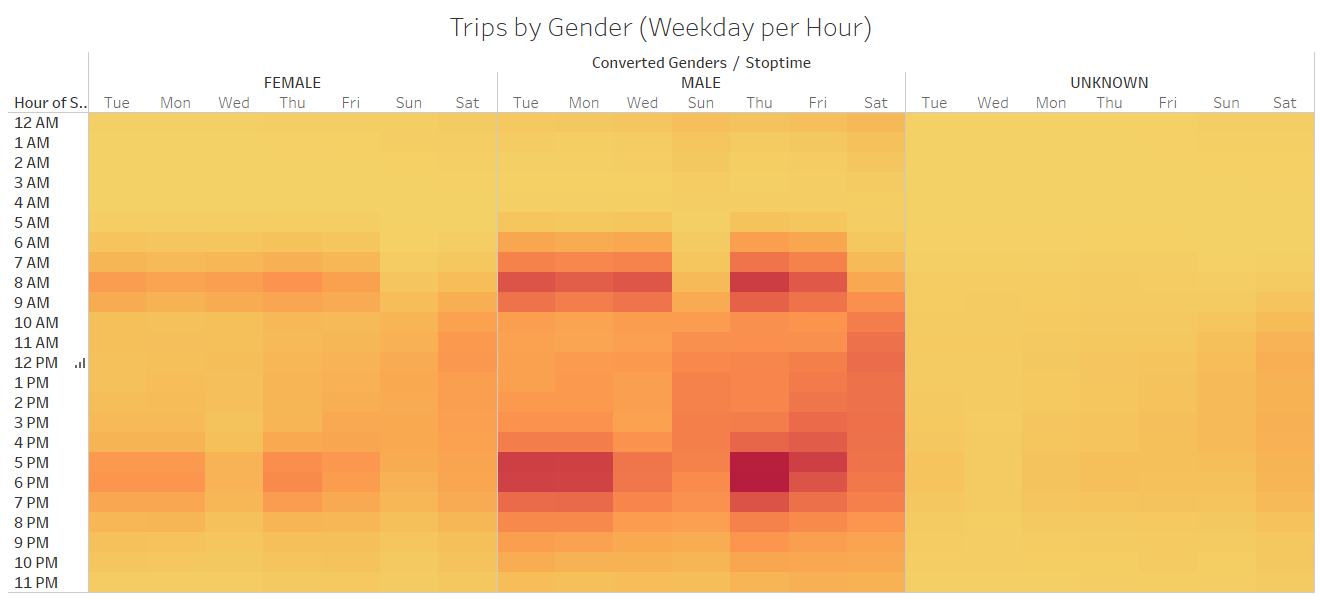 Trips by Gender (Weekday per Hour)
Converted Genders / Stoptime
FEMALE MALE UNKNOWN
Hour of S.. Tue Mon Wed Thu Fri Sun Sat Tue Mon Wed Sun Thu Fri Sat Tue Wed Mon Thu Fri Sun Sat
12 AM
1 AM
2 AM
3 AM
4 AM
5 AM
6 AM
7 AM
8 AM
9 AM
10 AM
11 AM
12 PM
1 PM
2 PM
3 PM
4 PM
5 PM
6 PM
7 PM
8 PM
9 PM
10 PM
11 PM